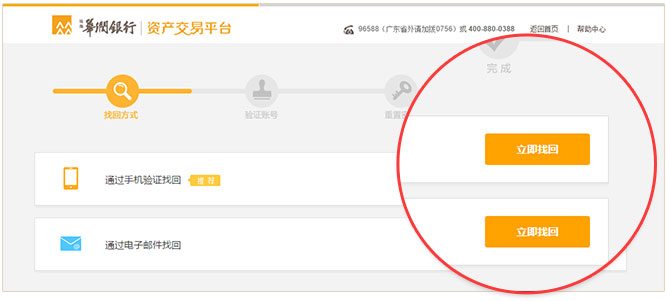 珠海 華潤銀行 | 资产交易平台
96588（广东省外请加拨0756）或 400-880-0388 返回首页 | 帮助中心
完 成
找回方式 验证账号 重置
立即找回
通过手机验证找回 推 荐
立即找回
通过电子邮件找回